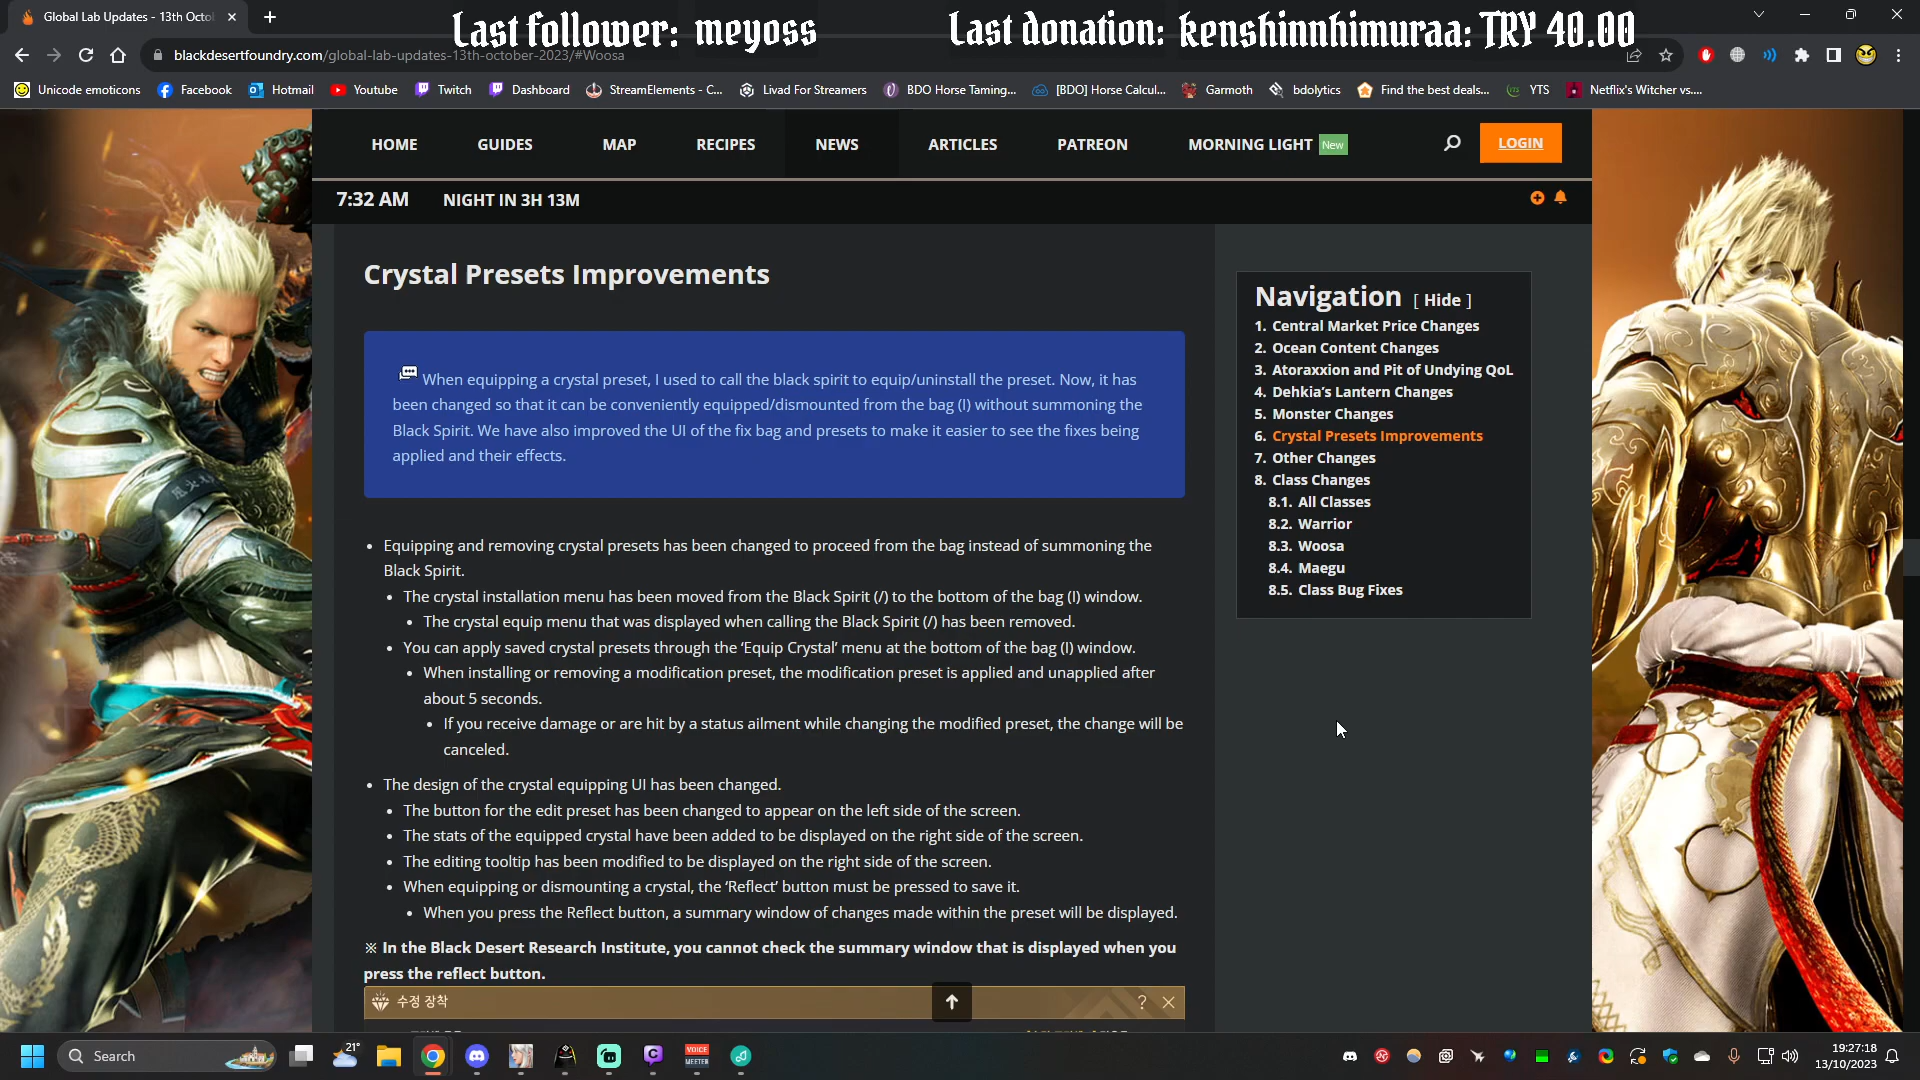 Global Lab Updates - 13th Octo
Last follower: meyoss
Last donation: kenshinnhimuraa: TRY 40.00
blackdesertfoundry.com/global-lab-updates-13th-october-2023/#Woosa
Unicode emoticons
Facebook
Hotmail
Youtube
Twitch
Dashboard
StreamElements - C...
Livad For Streamers
BDO Horse Taming...
[BDO] Horse Calcul...
Garmoth
bdolytics
Find the best deals...
YTS
Netflix's Witcher vs....
HOME
GUIDES
MAP
RECIPES
NEWS
ARTICLES
PATREON
MORNING LIGHT New
LOGIN
7:32 AM
NIGHT IN 3H 13M
Crystal Presets Improvements
When equipping a crystal preset, I used to call the black spirit to equip/uninstall the preset. Now, it has
been changed so that it can be conveniently equipped/dismounted from the bag (I) without summoning the
Black Spirit. We have also improved the UI of the fix bag and presets to make it easier to see the fixes being
applied and their effects.
• Equipping and removing crystal presets has been changed to proceed from the bag instead of summoning the
Black Spirit.
• The crystal installation menu has been moved from the Black Spirit (/) to the bottom of the bag (I) window.
• The crystal equip menu that was displayed when calling the Black Spirit (/) has been removed.
• You can apply saved crystal presets through the ‘Equip Crystal’ menu at the bottom of the bag (I) window.
• When installing or removing a modification preset, the modification preset is applied and unapplied after
about 5 seconds.
• If you receive damage or are hit by a status ailment while changing the modified preset, the change will be
canceled.
• The design of the crystal equipping UI has been changed.
• The button for the edit preset has been changed to appear on the left side of the screen.
• The stats of the equipped crystal have been added to be displayed on the right side of the screen.
• The editing tooltip has been modified to be displayed on the right side of the screen.
• When equipping or dismounting a crystal, the ‘Reflect’ button must be pressed to save it.
• When you press the Reflect button, a summary window of changes made within the preset will be displayed.
※ In the Black Desert Research Institute, you cannot check the summary window that is displayed when you
press the reflect button.
수정 장착
Navigation [ Hide ]
1. Central Market Price Changes
2. Ocean Content Changes
3. Atoraxxion and Pit of Undying QoL
4. Dehkia’s Lantern Changes
5. Monster Changes
6. Crystal Presets Improvements
7. Other Changes
8. Class Changes
8.1. All Classes
8.2. Warrior
8.3. Woosa
8.4. Maegu
8.5. Class Bug Fixes
Search
21°
VOICE
MEETER
19:27:18
13/10/2023